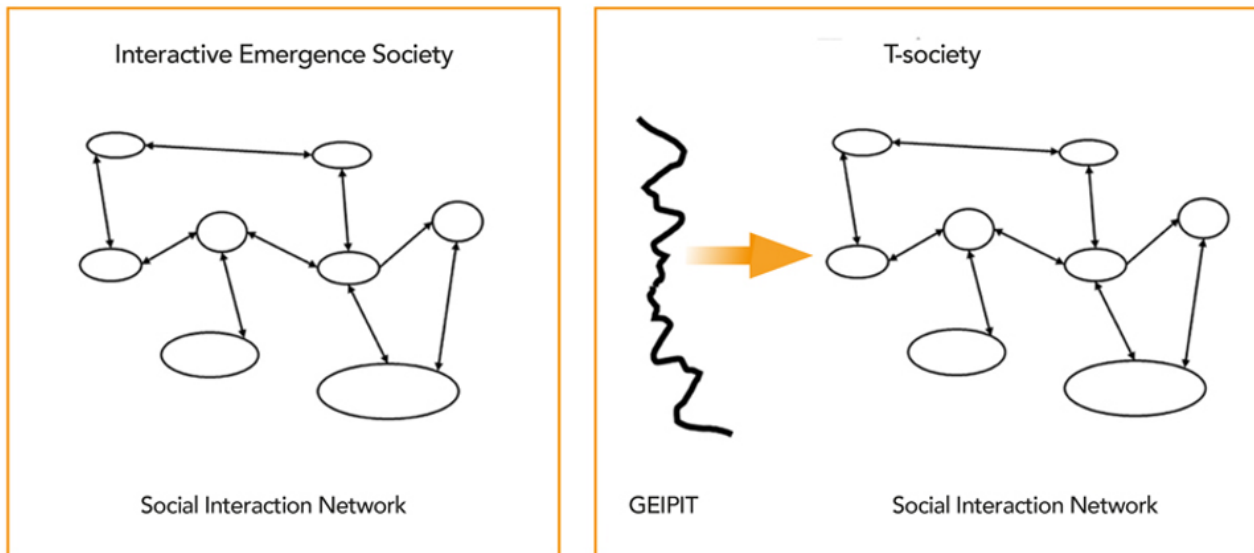 Interactive Emergence Society
Social Interaction Network
T-society
GEIPIT
Social Interaction Network